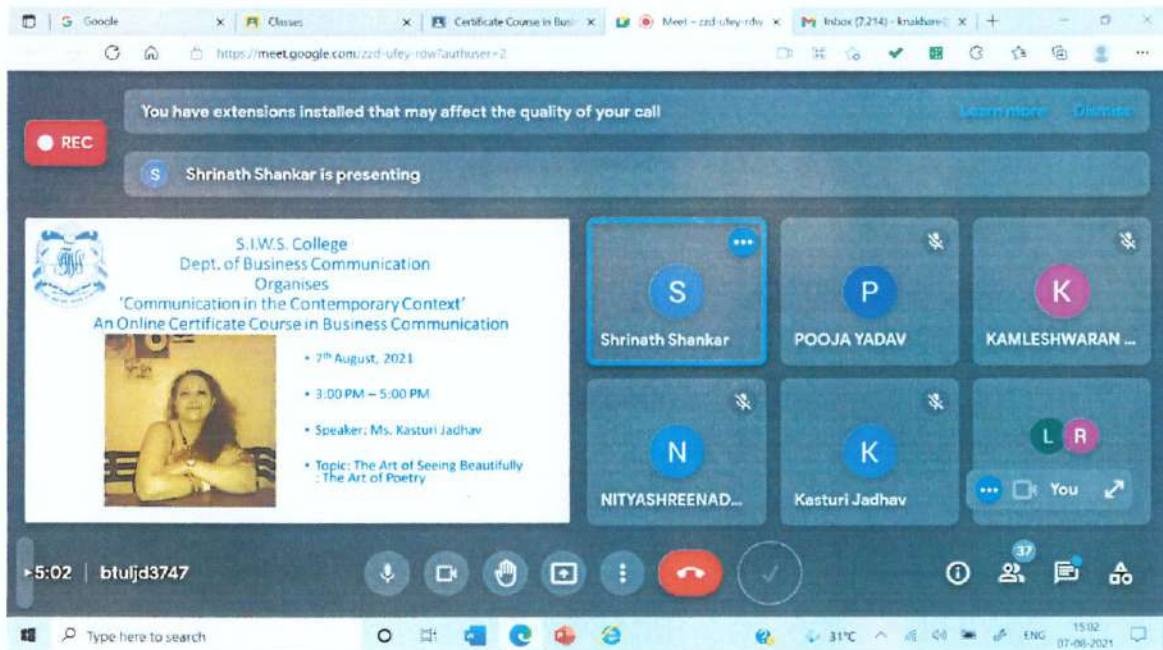 Google
Classes
Certificate Course in Busin
Meet – zzd-ufey-rdw
Inbox (7,214) - knakhare@
https://meet.google.com/zzd-ufey-rdw?authuser=2
You have extensions installed that may affect the quality of your call
Learn more
Dismiss
REC
S
Shrinath Shankar is presenting
S.I.W.S. College
Dept. of Business Communication
Organises
'Communication in the Contemporary Context'
An Online Certificate Course in Business Communication
• 7th August, 2021
• 3:00 PM – 5:00 PM
• Speaker: Ms. Kasturi Jadhav
• Topic: The Art of Seeing Beautifully
: The Art of Poetry
S
Shrinath Shankar
P
POOJA YADAV
K
KAMLESHWARAN ...
N
NITYASHREENAD...
K
Kasturi Jadhav
L R
You
5:02 | btuljd3747
37
Type here to search
31°C
ENG
15:02
07-08-2021